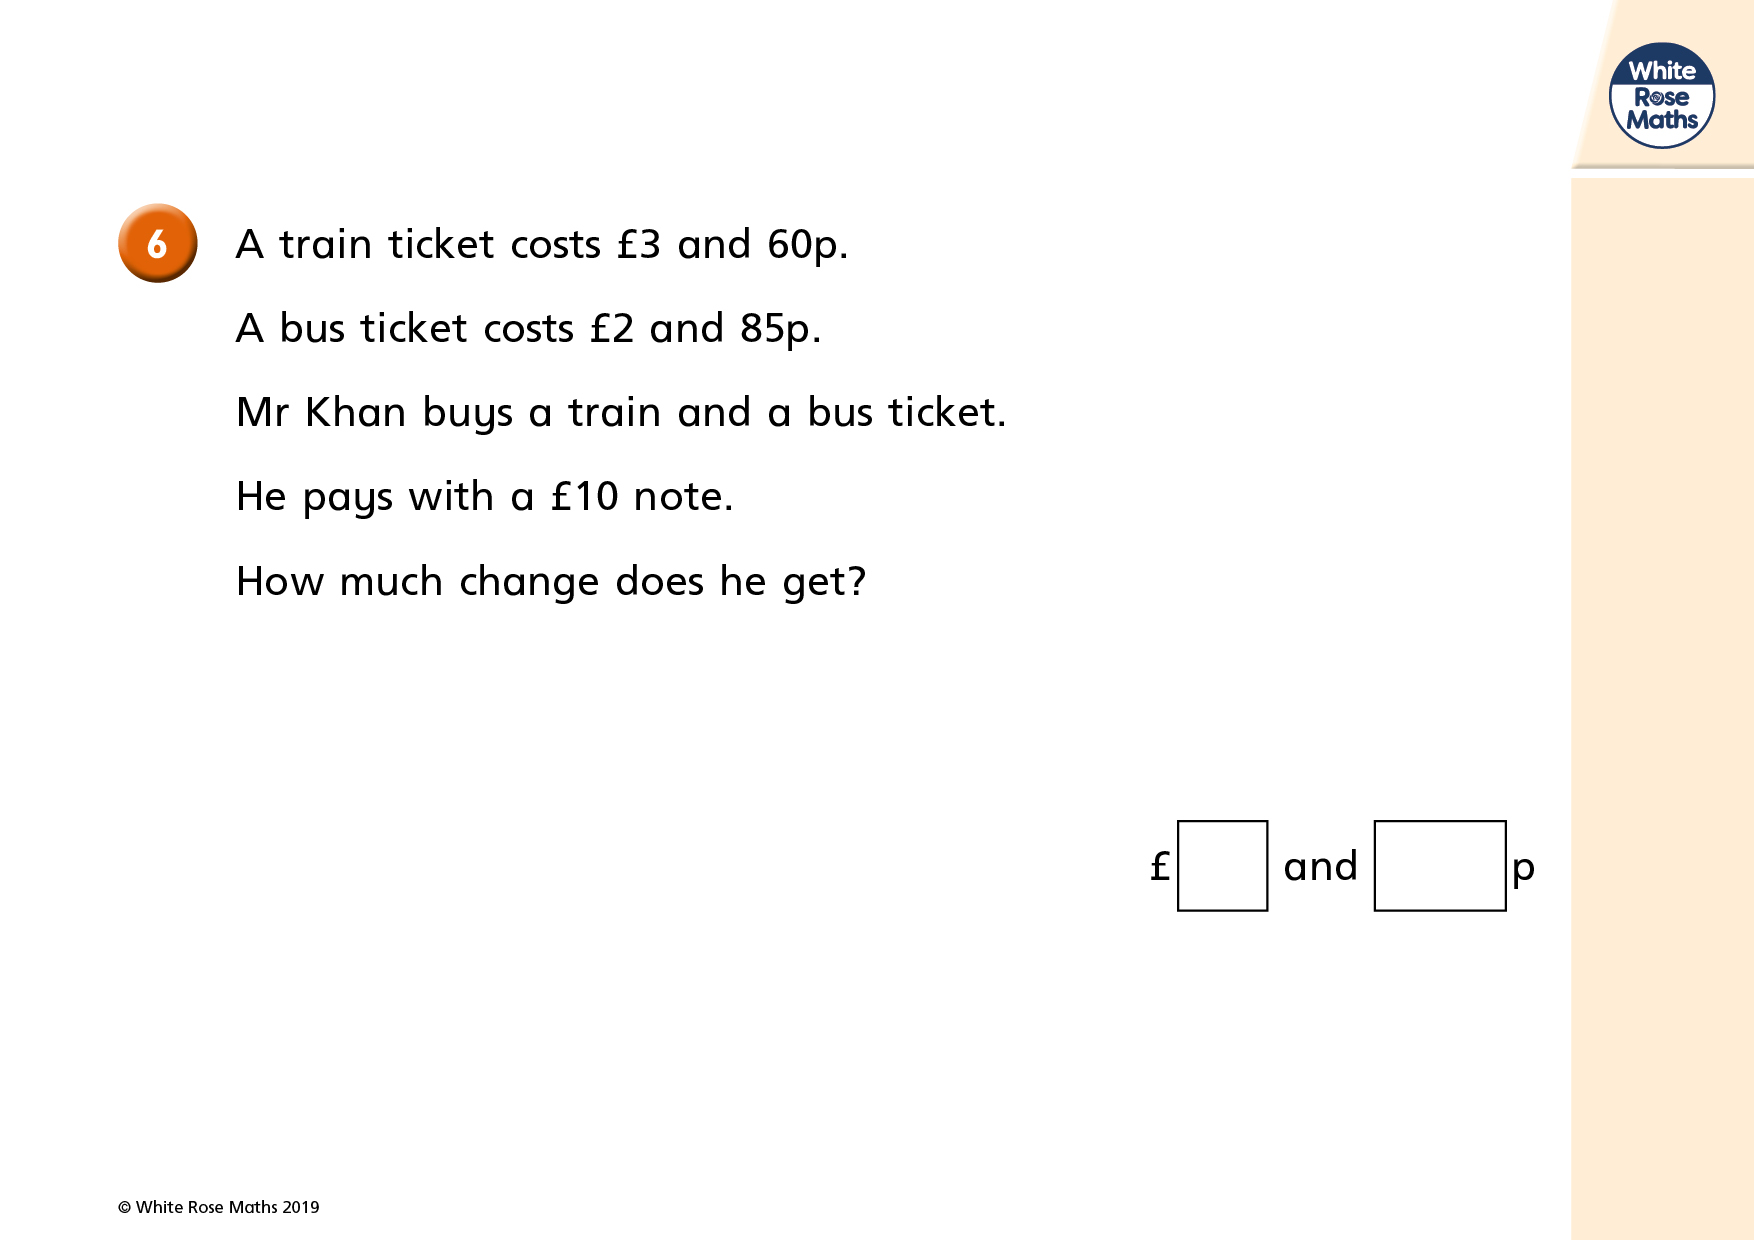 White
Rose
Maths
6 A train ticket costs £3 and 60p.
A bus ticket costs £2 and 85p.
Mr Khan buys a train and a bus ticket.
He pays with a £10 note.
How much change does he get?
£ and p
© White Rose Maths 2019